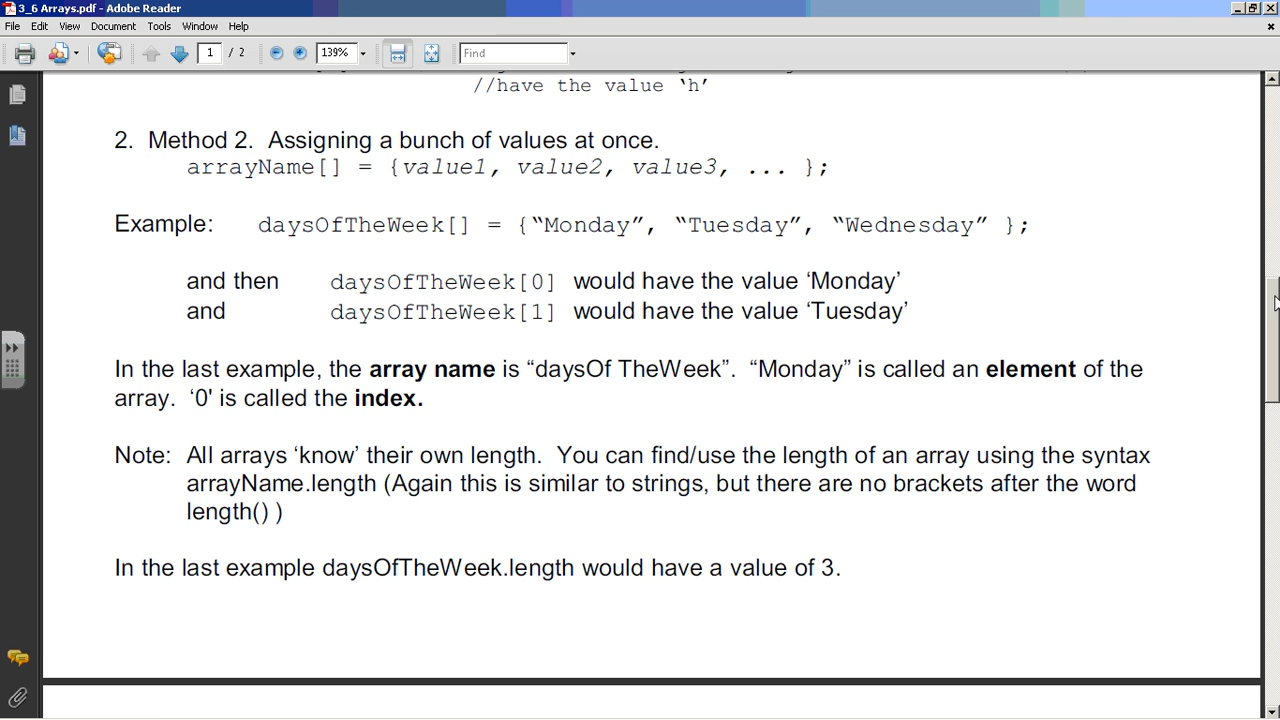 3_6 Arrays.pdf - Adobe Reader
File Edit View Document Tools Window Help
1 / 2 139% Find
//have the value ‘h’
2. Method 2. Assigning a bunch of values at once.
arrayName[] = {value1, value2, value3, ... };
Example: daysOfTheWeek[] = {“Monday”, “Tuesday”, “Wednesday” };
and then daysOfTheWeek[0] would have the value ‘Monday’
and daysOfTheWeek[1] would have the value ‘Tuesday’
In the last example, the array name is “daysOf TheWeek”. “Monday” is called an element of the
array. ‘0’ is called the index.
Note: All arrays ‘know’ their own length. You can find/use the length of an array using the syntax
arrayName.length (Again this is similar to strings, but there are no brackets after the word
length() )
In the last example daysOfTheWeek.length would have a value of 3.